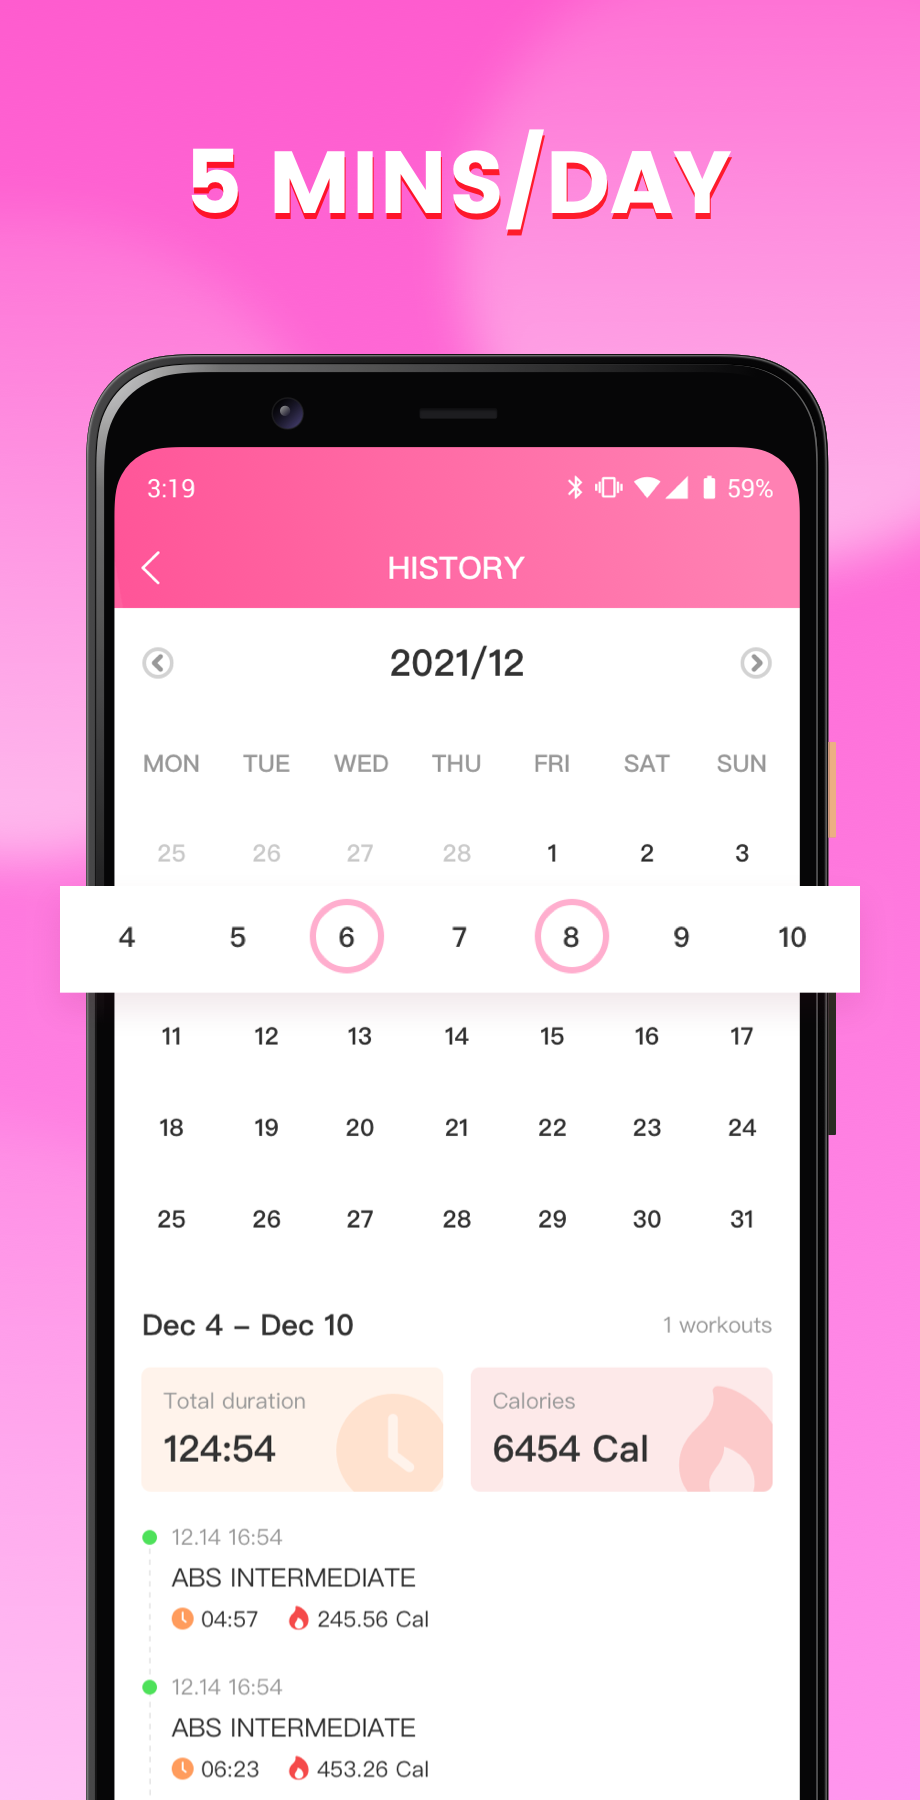 5 MINS/DAY
3:19 59%
HISTORY
2021/12
MON TUE WED THU FRI SAT SUN
25 26 27 28 1 2 3
4 5 6 7 8 9 10
11 12 13 14 15 16 17
18 19 20 21 22 23 24
25 26 27 28 29 30 31
Dec 4 – Dec 10 1 workouts
Total duration Calories
124:54 6454 Cal
12.14 16:54
ABS INTERMEDIATE
04:57 245.56 Cal
12.14 16:54
ABS INTERMEDIATE
06:23 453.26 Cal